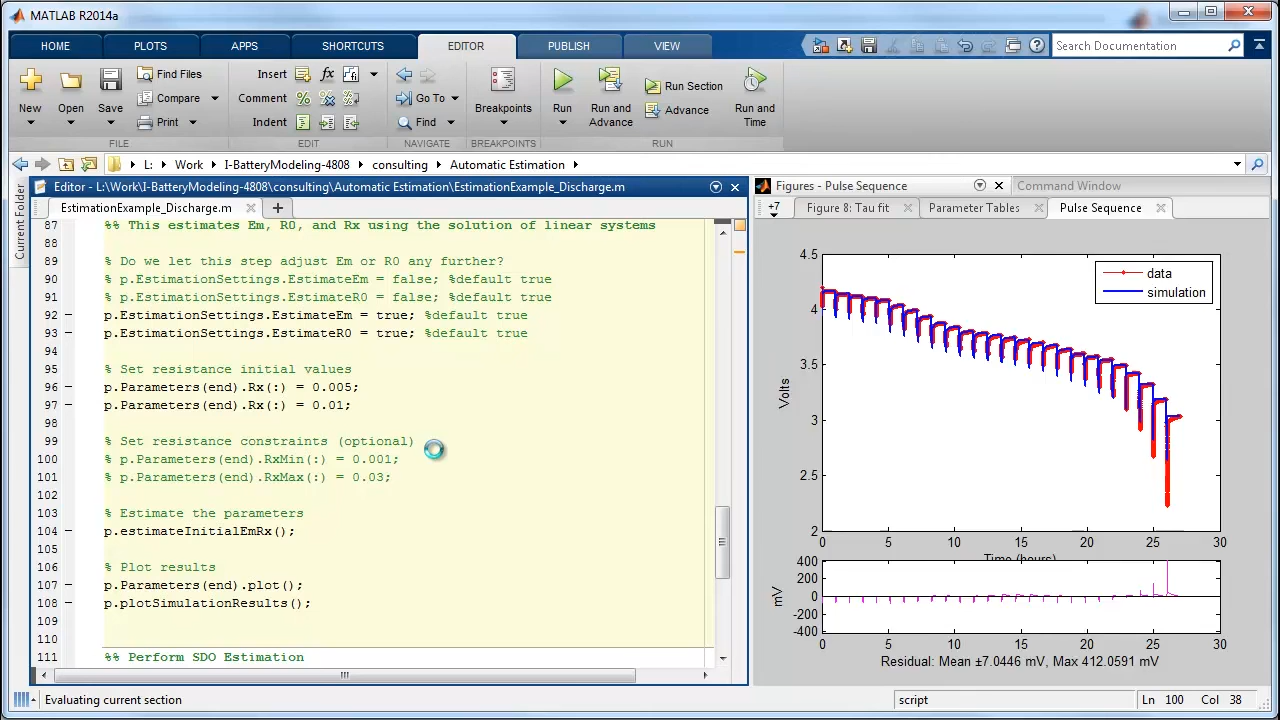 MATLAB R2014a
HOME PLOTS APPS SHORTCUTS EDITOR PUBLISH VIEW Search Documentation
New Open Save Find Files Compare Print
Insert Comment Indent
Go To Find
Breakpoints
Run Run and Advance Run Section Advance Run and Time
FILE EDIT NAVIGATE BREAKPOINTS RUN
L: Work I-BatteryModeling-4808 consulting Automatic Estimation
Current Folder
Editor - L:\Work\I-BatteryModeling-4808\consulting\Automatic Estimation\EstimationExample_Discharge.m
EstimationExample_Discharge.m
87 %% This estimates Em, R0, and Rx using the solution of linear systems
88
89 % Do we let this step adjust Em or R0 any further?
90 % p.EstimationSettings.EstimateEm = false; %default true
91 % p.EstimationSettings.EstimateR0 = false; %default true
92 p.EstimationSettings.EstimateEm = true; %default true
93 p.EstimationSettings.EstimateR0 = true; %default true
94
95 % Set resistance initial values
96 p.Parameters(end).Rx(:) = 0.005;
97 p.Parameters(end).Rx(:) = 0.01;
98
99 % Set resistance constraints (optional)
100 % p.Parameters(end).RxMin(:) = 0.001;
101 % p.Parameters(end).RxMax(:) = 0.03;
102
103 % Estimate the parameters
104 p.estimateInitialEmRx();
105
106 % Plot results
107 p.Parameters(end).plot();
108 p.plotSimulationResults();
109
110
111 %% Perform SDO Estimation
Figures - Pulse Sequence Command Window
+7 Figure 8: Tau fit Parameter Tables Pulse Sequence
data
simulation
Volts
4.5
4
3.5
3
2.5
2
0 5 10 15 20 25 30
Time (hours)
mV
400
200
0
-200
-400
0 5 10 15 20 25 30
Residual: Mean ±7.0446 mV, Max 412.0591 mV
Evaluating current section script Ln 100 Col 38